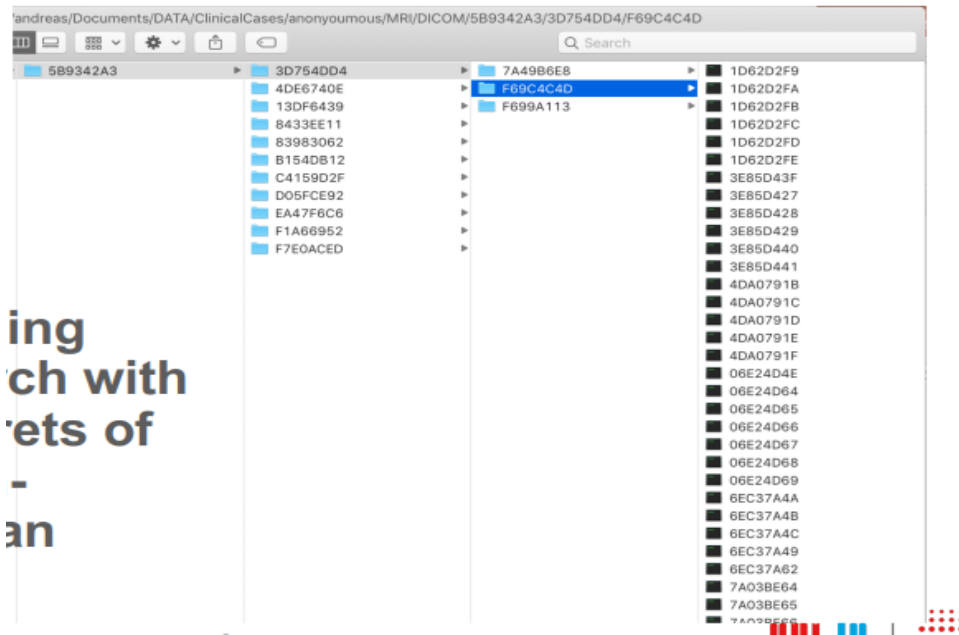 /andreas/Documents/DATA/ClinicalCases/anonyoumous/MRI/DICOM/5B9342A3/3D754DD4/F69C4C4D
Search
5B9342A3
3D754DD4
4DE6740E
13DF6439
8433EE11
83983062
B154DB12
C4159D2F
D05FCE92
EA47F6C6
F1A66952
F7E0ACED
7A49B6E8
F69C4C4D
F699A113
1D62D2F9
1D62D2FA
1D62D2FB
1D62D2FC
1D62D2FD
1D62D2FE
3E85D43F
3E85D427
3E85D428
3E85D429
3E85D440
3E85D441
4DA0791B
4DA0791C
4DA0791D
4DA0791E
4DA0791F
06E24D4E
06E24D64
06E24D65
06E24D66
06E24D67
06E24D68
06E24D69
6EC37A4A
6EC37A4B
6EC37A4C
6EC37A49
6EC37A62
7A03BE64
7A03BE65
7A03BE66
ing
ch with
rets of
-
an